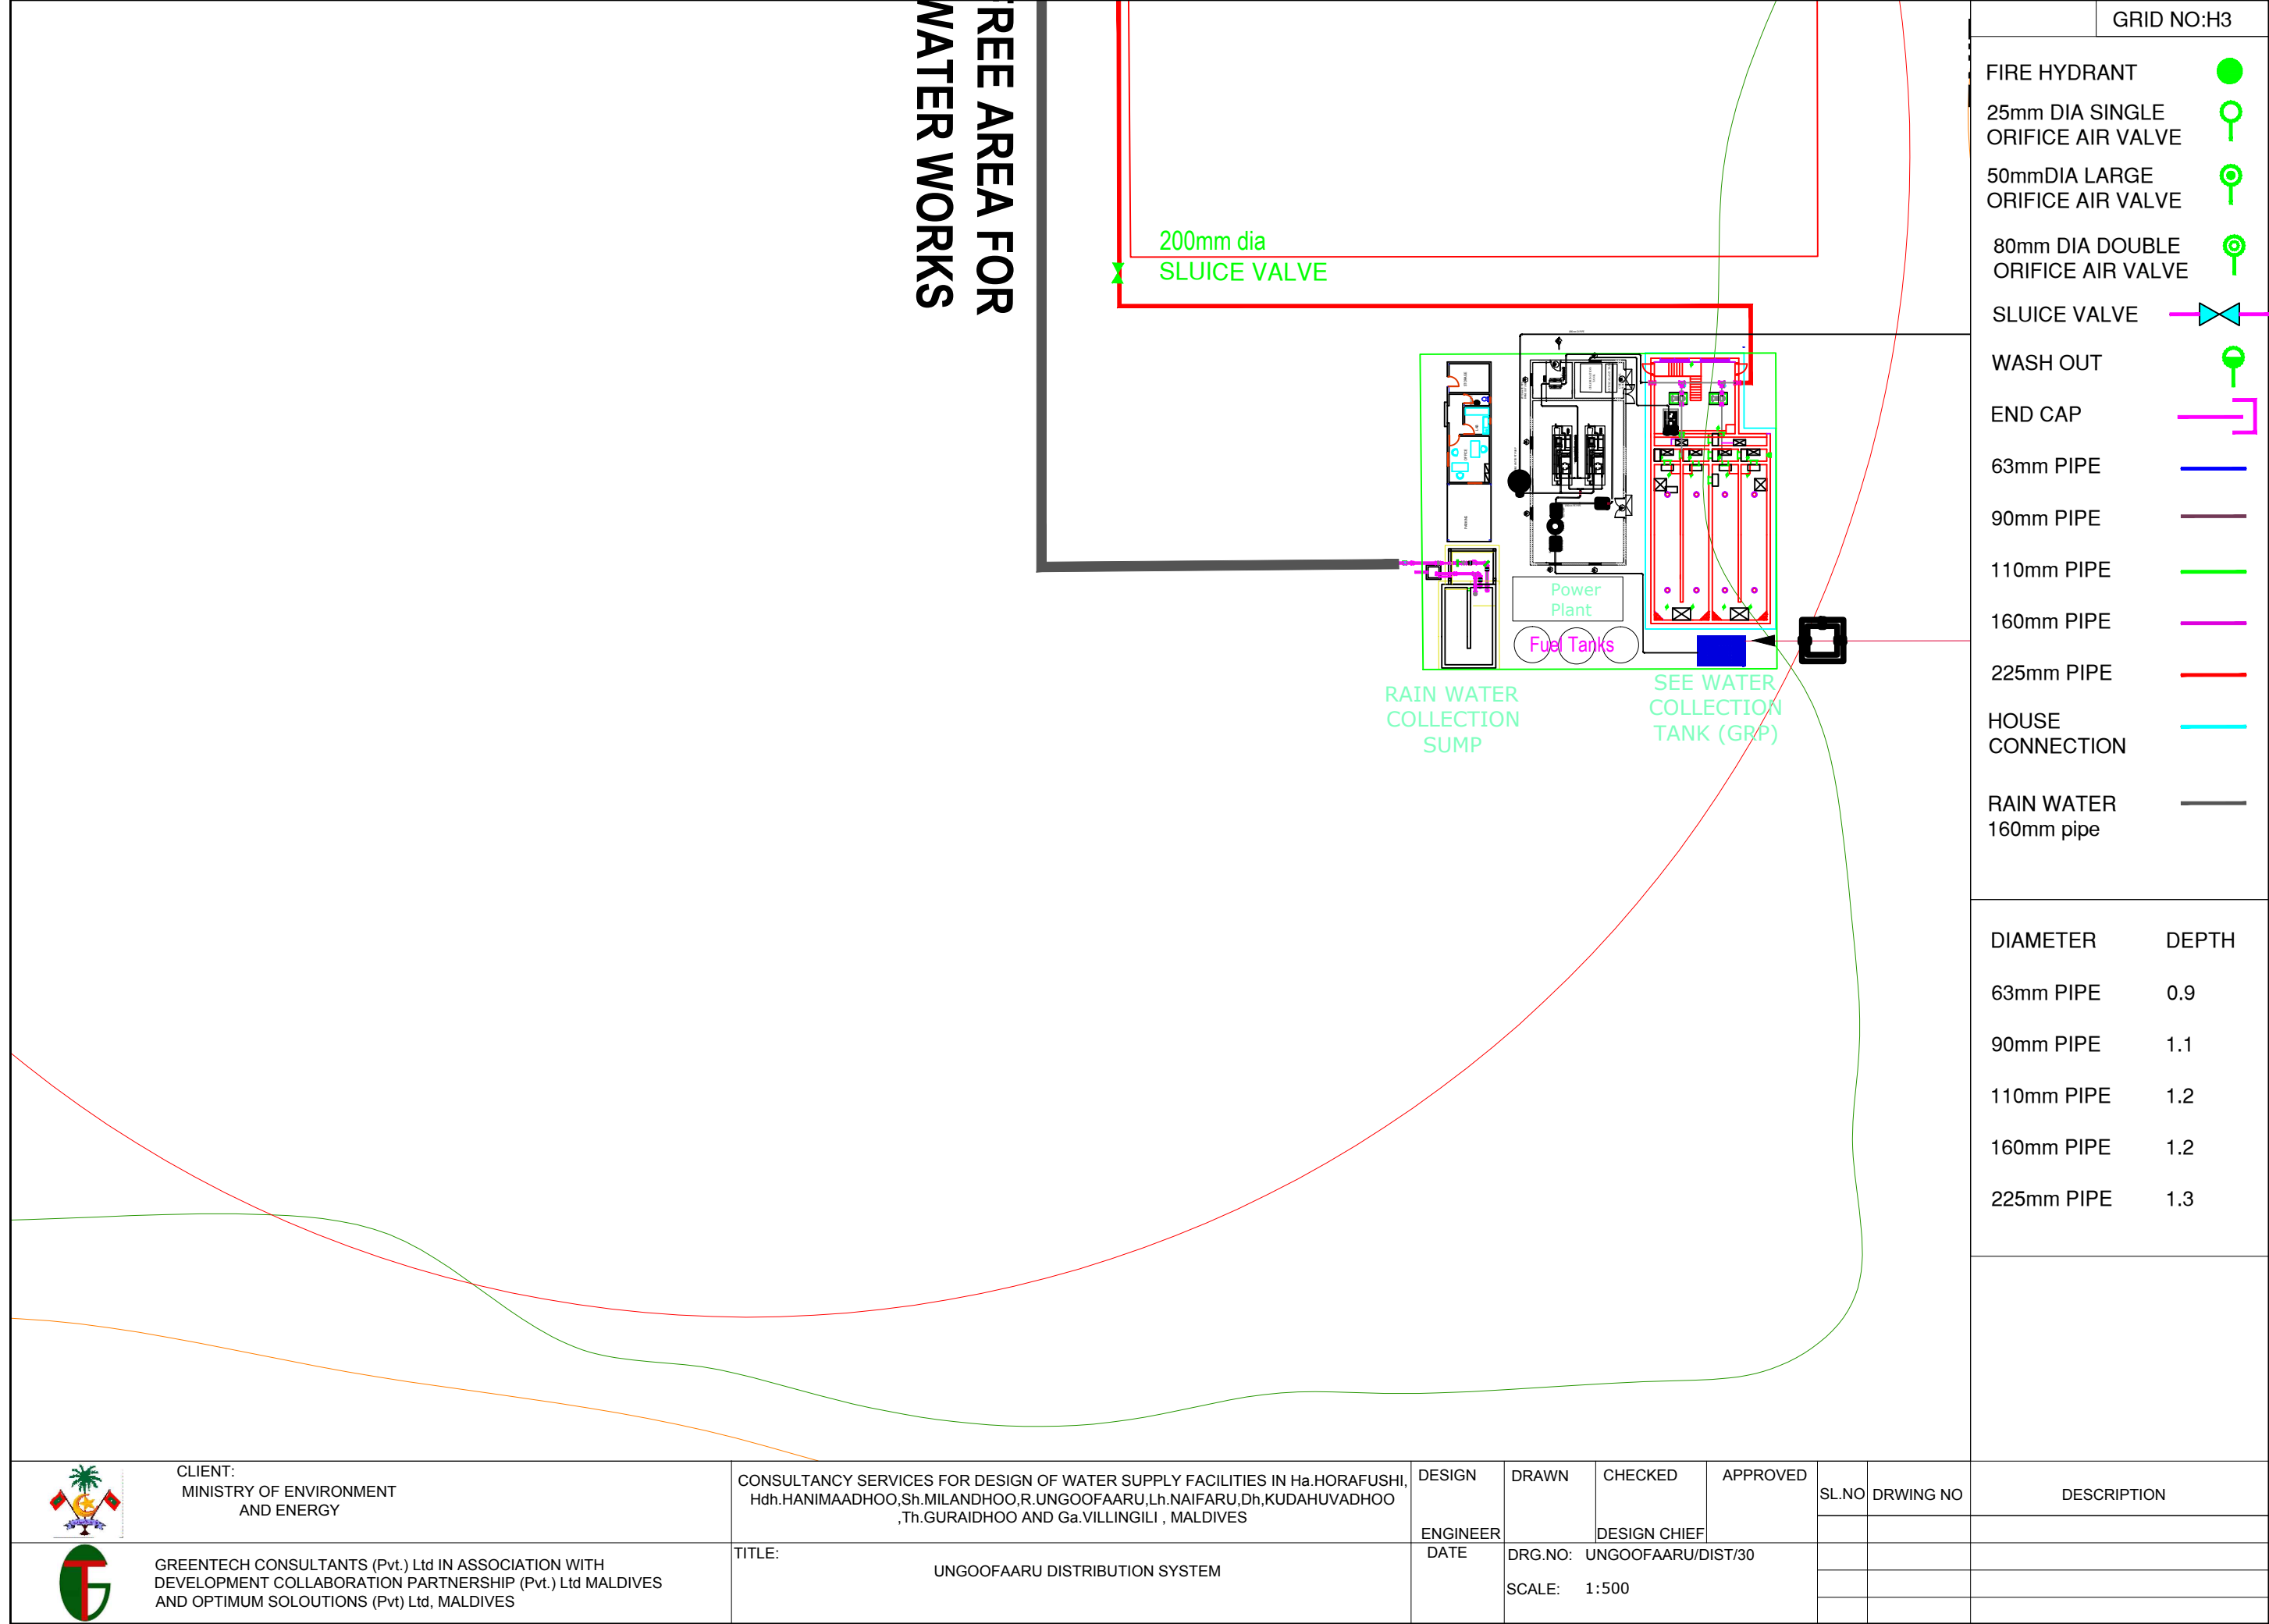 FREE AREA FOR
WATER WORKS
200mm dia
SLUICE VALVE
STORAGE
OFFICE
PARKING
Power
Plant
Fuel Tanks
RAIN WATER
COLLECTION
SUMP
SEE WATER
COLLECTION
TANK (GRP)
GRID NO:H3
FIRE HYDRANT
25mm DIA SINGLE
ORIFICE AIR VALVE
50mmDIA LARGE
ORIFICE AIR VALVE
80mm DIA DOUBLE
ORIFICE AIR VALVE
SLUICE VALVE
WASH OUT
END CAP
63mm PIPE
90mm PIPE
110mm PIPE
160mm PIPE
225mm PIPE
HOUSE
CONNECTION
RAIN WATER
160mm pipe
DIAMETER DEPTH
63mm PIPE 0.9
90mm PIPE 1.1
110mm PIPE 1.2
160mm PIPE 1.2
225mm PIPE 1.3
CLIENT:
MINISTRY OF ENVIRONMENT
AND ENERGY
GREENTECH CONSULTANTS (Pvt.) Ltd IN ASSOCIATION WITH
DEVELOPMENT COLLABORATION PARTNERSHIP (Pvt.) Ltd MALDIVES
AND OPTIMUM SOLOUTIONS (Pvt) Ltd, MALDIVES
CONSULTANCY SERVICES FOR DESIGN OF WATER SUPPLY FACILITIES IN Ha.HORAFUSHI,
Hdh.HANIMAADHOO,Sh.MILANDHOO,R.UNGOOFAARU,Lh.NAIFARU,Dh,KUDAHUVADHOO
,Th.GURAIDHOO AND Ga.VILLINGILI , MALDIVES
TITLE:
UNGOOFAARU DISTRIBUTION SYSTEM
DESIGN DRAWN CHECKED APPROVED
ENGINEER DESIGN CHIEF
DATE
DRG.NO: UNGOOFAARU/DIST/30
SCALE: 1:500
SL.NO DRWING NO DESCRIPTION